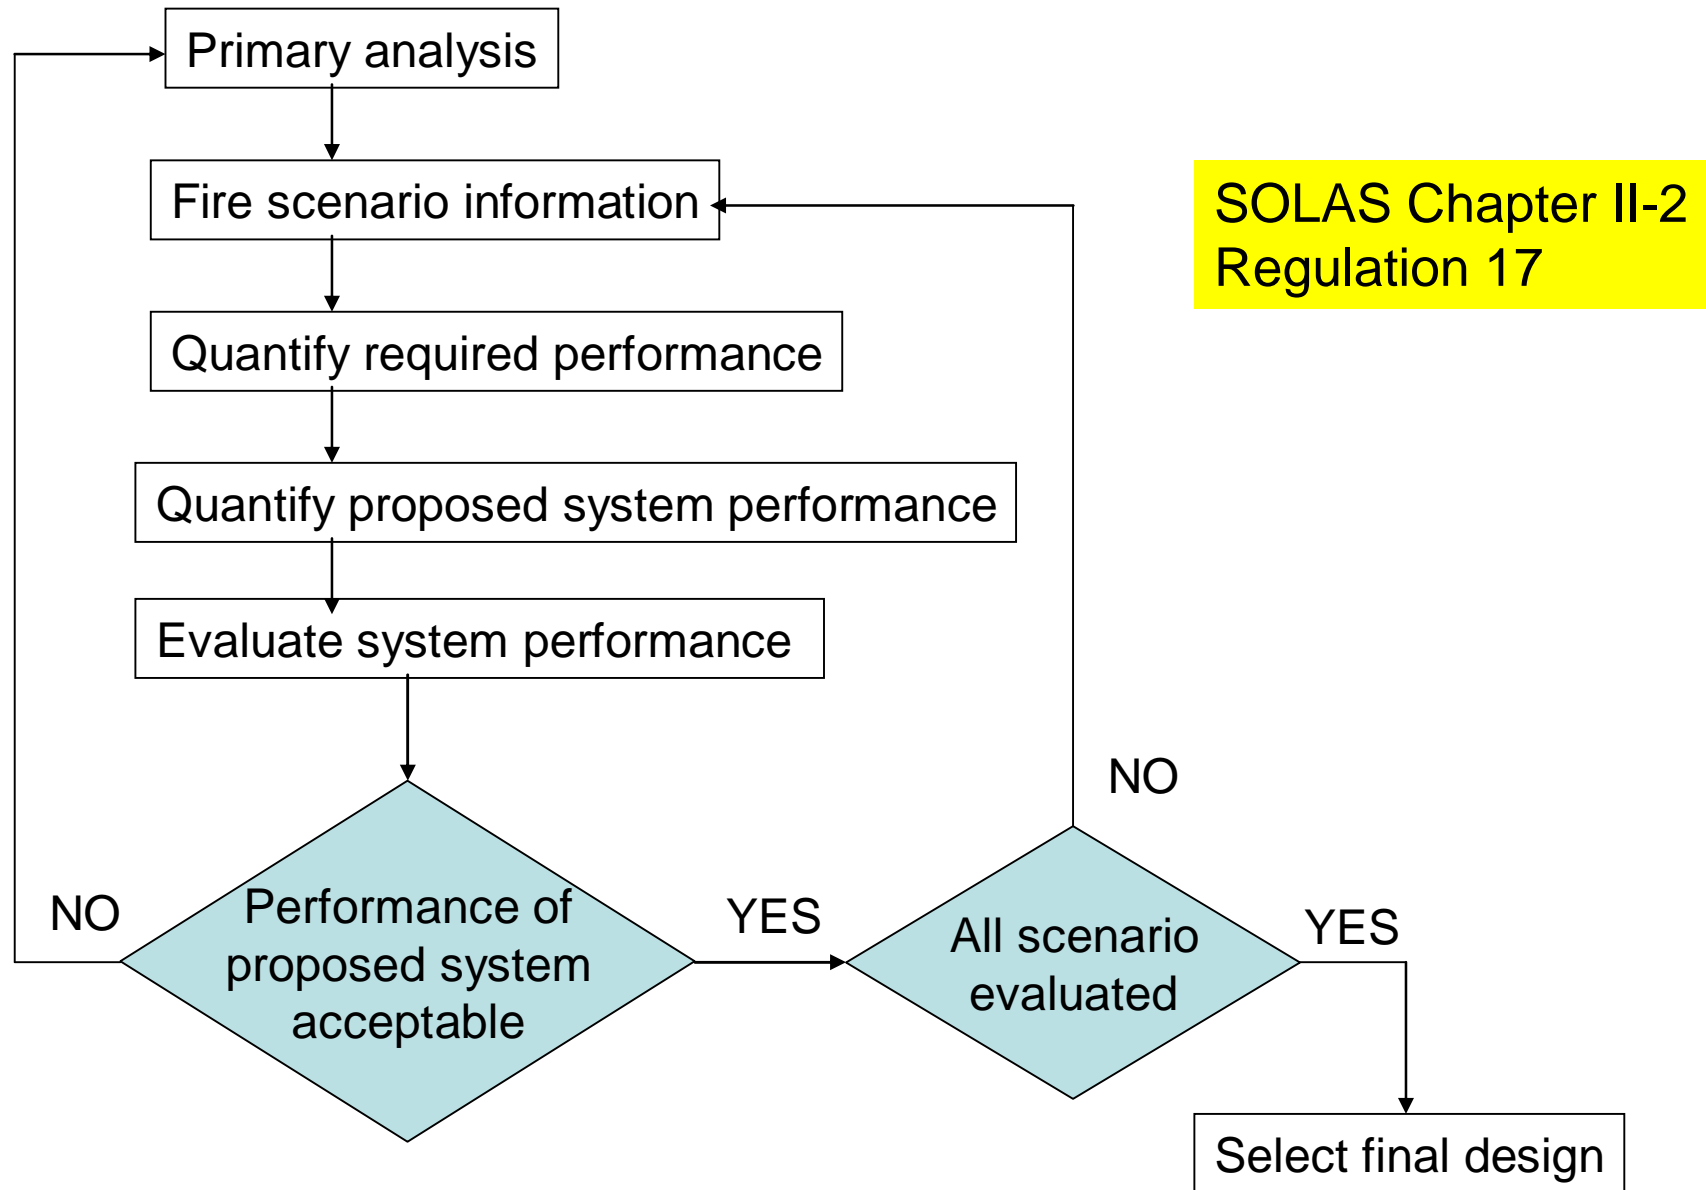 Primary analysis
Fire scenario information
SOLAS Chapter II-2
Regulation 17
Quantify required performance
Quantify proposed system performance
Evaluate system performance
NO
NO
Performance of
proposed system
acceptable
YES
All scenario
evaluated
YES
Select final design